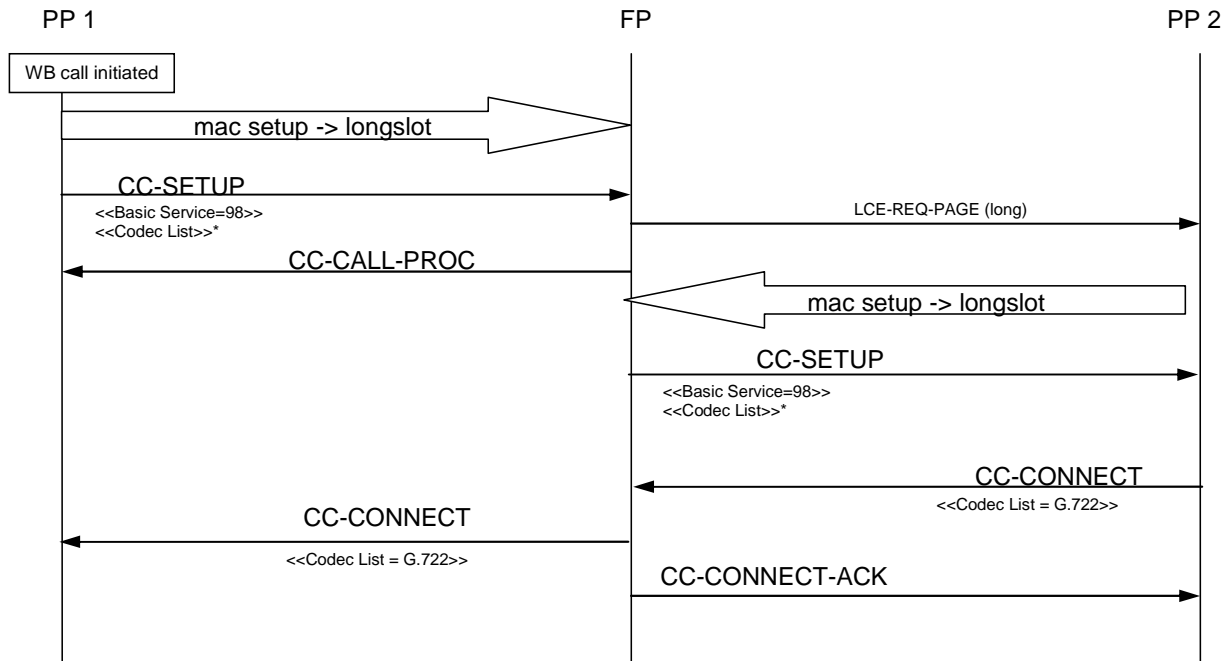 PP 1
FP
PP 2
WB call initiated
mac setup -> longslot
CC-SETUP
<<Basic Service=98>>
<<Codec List>>*
LCE-REQ-PAGE (long)
CC-CALL-PROC
mac setup -> longslot
CC-SETUP
<<Basic Service=98>>
<<Codec List>>*
CC-CONNECT
<<Codec List = G.722>>
CC-CONNECT
<<Codec List = G.722>>
CC-CONNECT-ACK